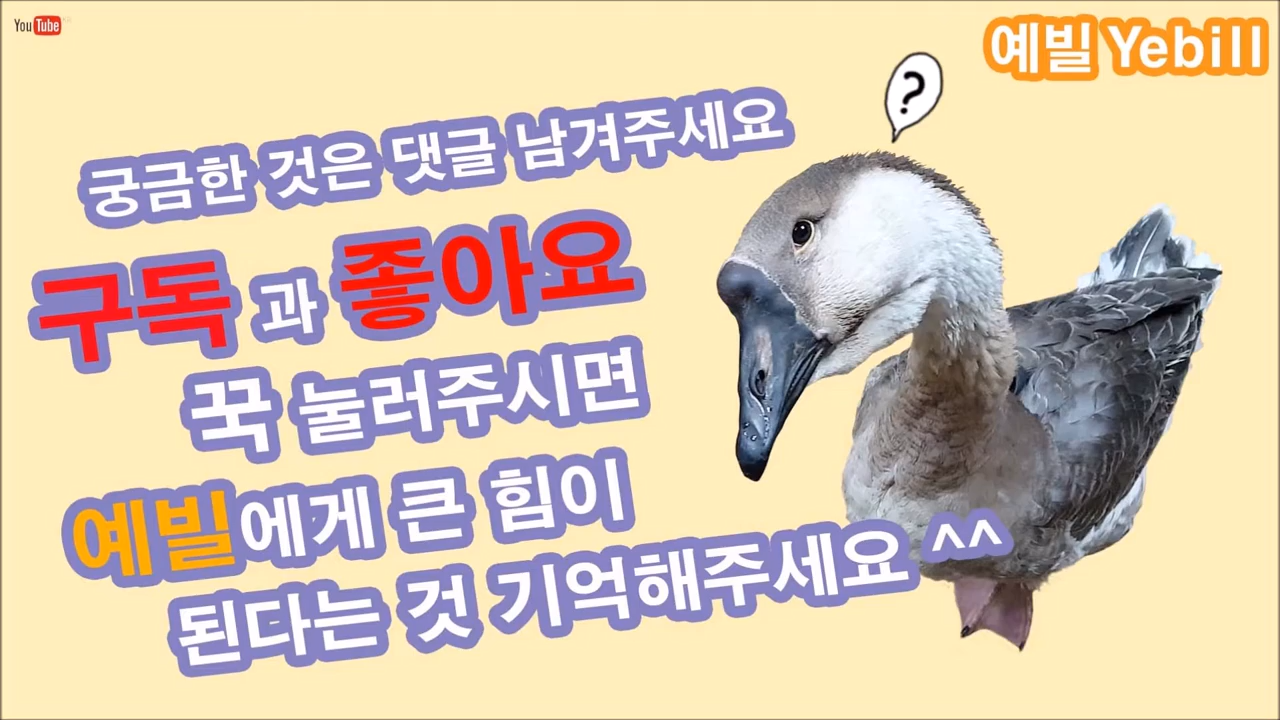 YouTube
예빌 Yebill
?
궁금한 것은 댓글 남겨주세요
구독 과 좋아요
꾹 눌러주시면
예빌에게 큰 힘이
된다는 것 기억해주세요 ^^